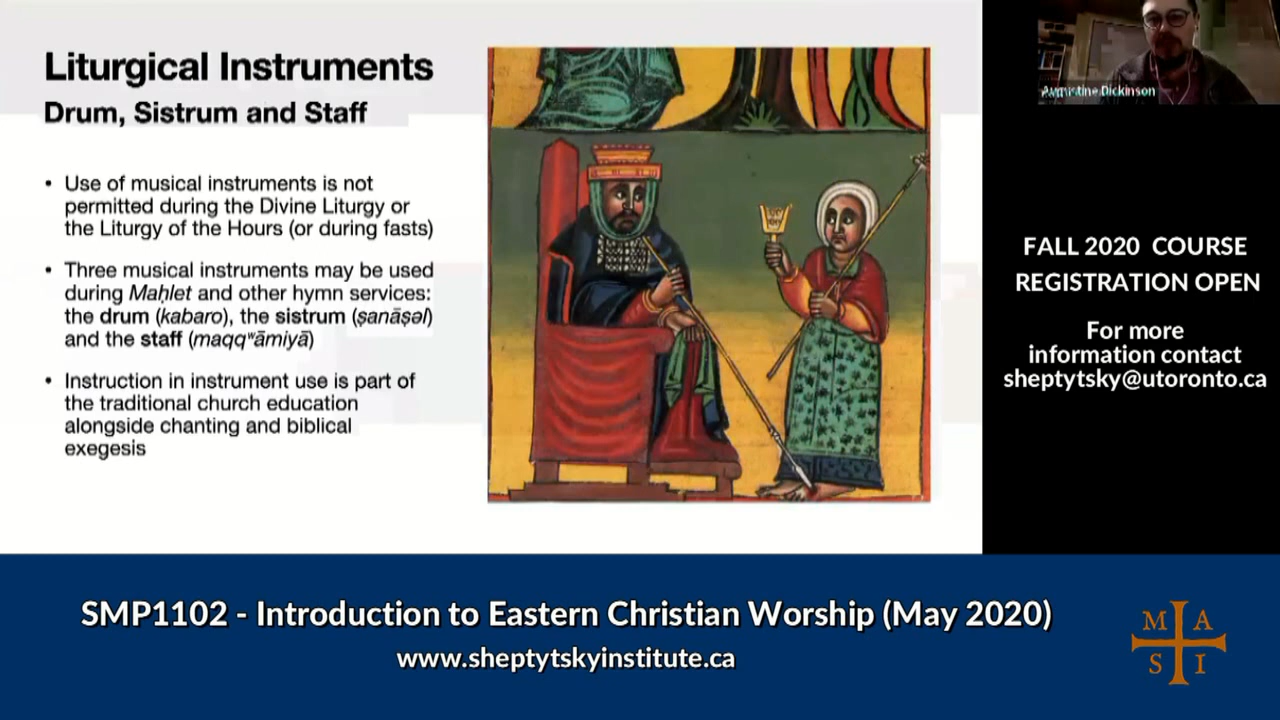 Liturgical Instruments
Drum, Sistrum and Staff
• Use of musical instruments is not
permitted during the Divine Liturgy or
the Liturgy of the Hours (or during fasts)
• Three musical instruments may be used
during Maḥlet and other hymn services:
the drum (kabaro), the sistrum (ṣanāṣəl)
and the staff (maqqʷāmiyā)
• Instruction in instrument use is part of
the traditional church education
alongside chanting and biblical
exegesis
Dickinson
FALL 2020 COURSE
REGISTRATION OPEN
For more
information contact
sheptytsky@utoronto.ca
SMP1102 - Introduction to Eastern Christian Worship (May 2020)
www.sheptytskyinstitute.ca
M A
S I